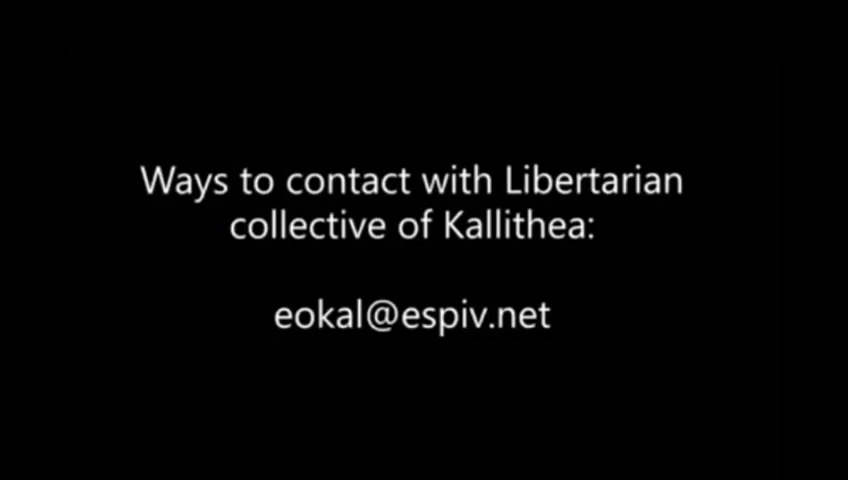 Ways to contact with Libertarian
collective of Kallithea:
eokal@espiv.net